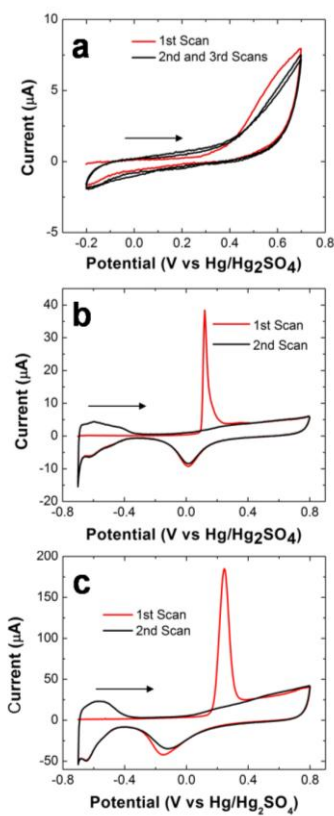 a
1st Scan
2nd and 3rd Scans
Current (μA)
10
5
0
-5
-0.2 0.0 0.2 0.4 0.6 0.8
Potential (V vs Hg/Hg2SO4)
b
1st Scan
2nd Scan
Current (μA)
50
40
30
20
10
0
-10
-20
-0.8 -0.4 0.0 0.4 0.8
Potential (V vs Hg/Hg2SO4)
c
1st Scan
2nd Scan
Current (μA)
200
150
100
50
0
-50
-0.8 -0.4 0.0 0.4 0.8
Potential (V vs Hg/Hg2SO4)